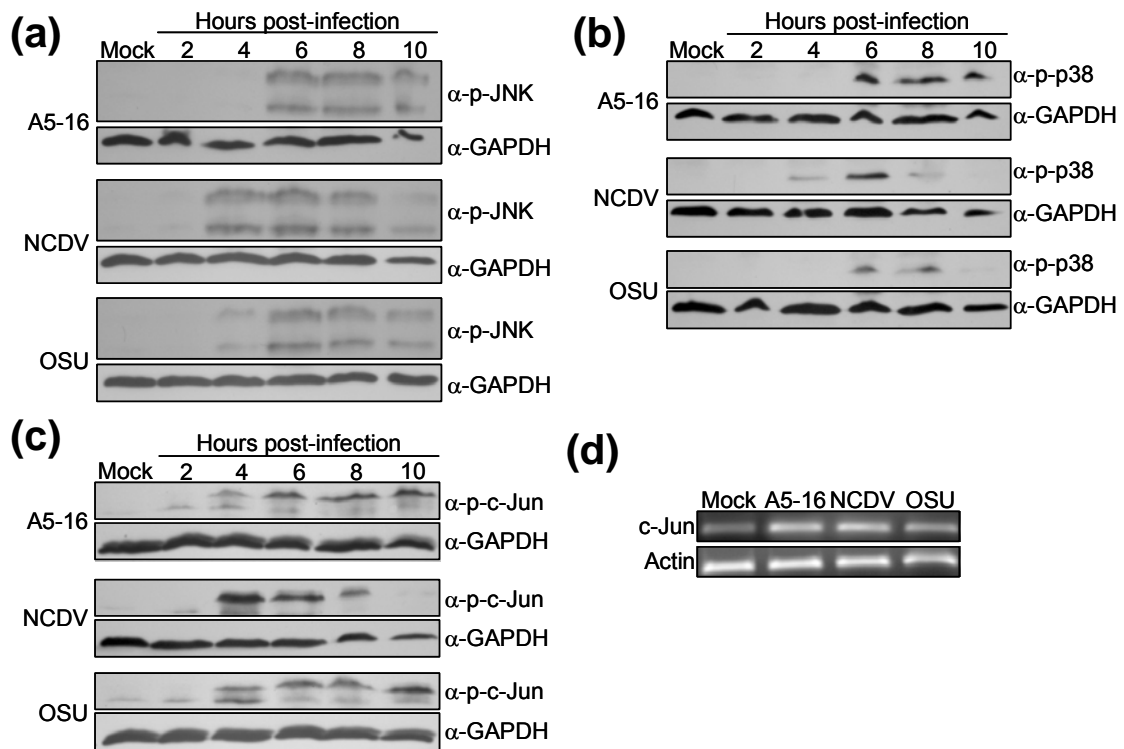 (a)
Hours post-infection
Mock 2 4 6 8 10
A5-16
α-p-JNK
α-GAPDH
NCDV
α-p-JNK
α-GAPDH
OSU
α-p-JNK
α-GAPDH
(b)
Hours post-infection
Mock 2 4 6 8 10
A5-16
α-p-p38
α-GAPDH
NCDV
α-p-p38
α-GAPDH
OSU
α-p-p38
α-GAPDH
(c)
Hours post-infection
Mock 2 4 6 8 10
A5-16
α-p-c-Jun
α-GAPDH
NCDV
α-p-c-Jun
α-GAPDH
OSU
α-p-c-Jun
α-GAPDH
(d)
Mock A5-16 NCDV OSU
c-Jun
Actin